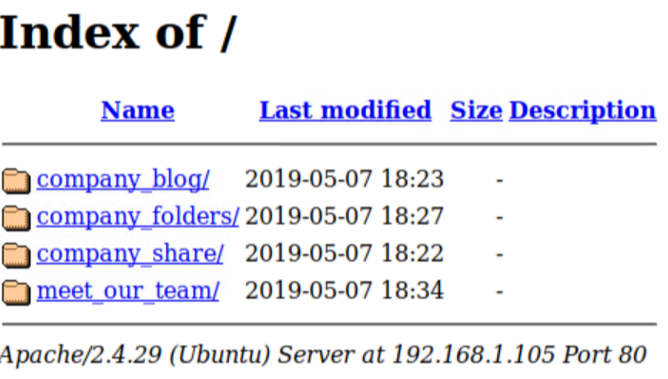 Index of /
Name Last modified Size Description
company_blog/ 2019-05-07 18:23 -
company_folders/ 2019-05-07 18:27 -
company_share/ 2019-05-07 18:22 -
meet_our_team/ 2019-05-07 18:34 -
Apache/2.4.29 (Ubuntu) Server at 192.168.1.105 Port 80